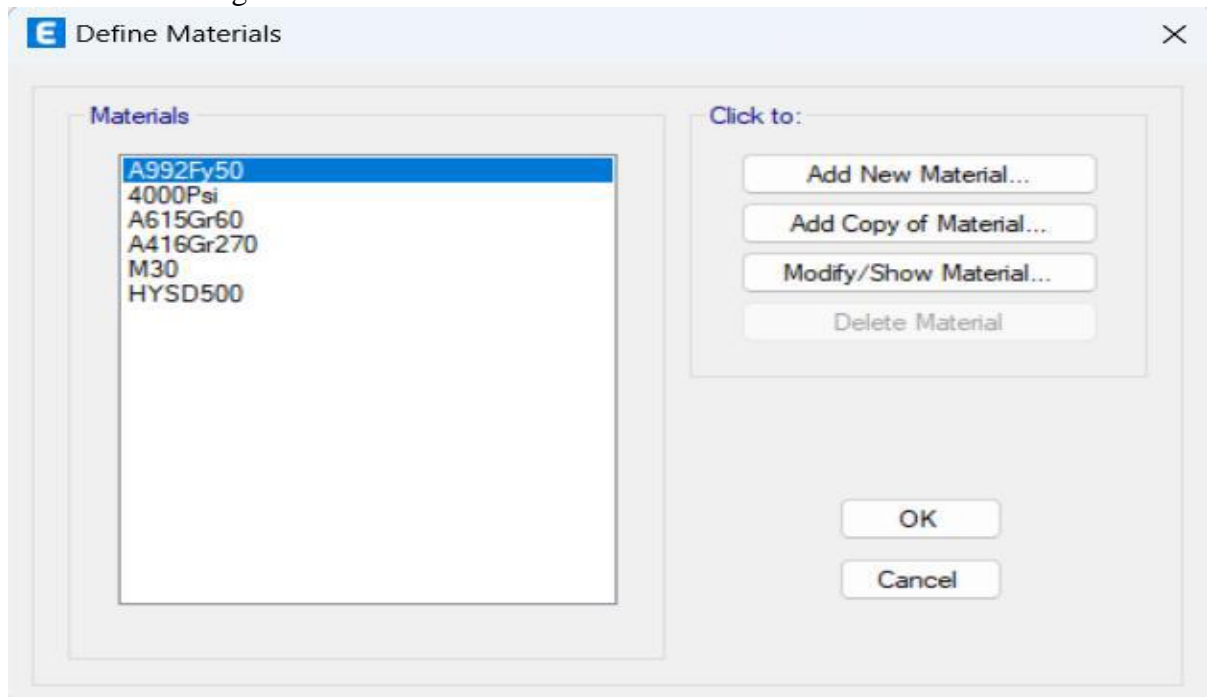 Define Materials
Materials
A992Fy50
4000Psi
A615Gr60
A416Gr270
M30
HYSD500
Click to:
Add New Material...
Add Copy of Material...
Modify/Show Material...
Delete Material
OK
Cancel